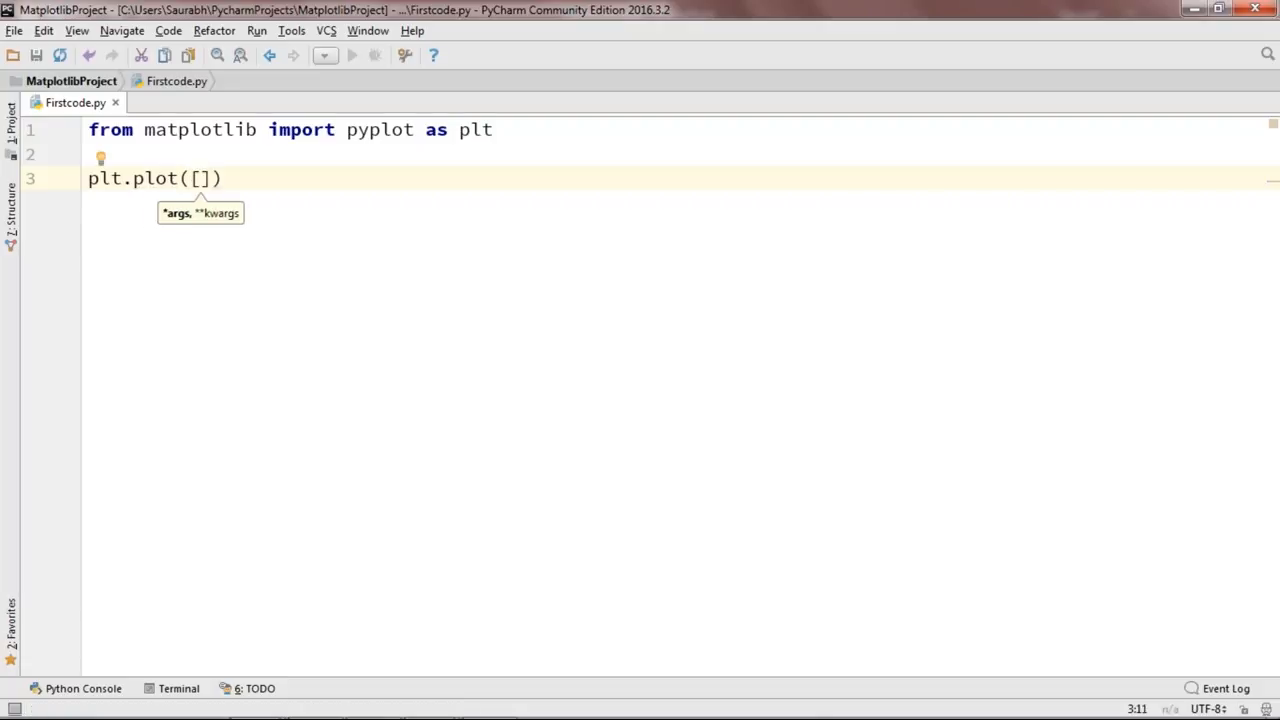 MatplotlibProject - [C:\Users\Saurabh\PycharmProjects\MatplotlibProject] - ...\Firstcode.py - PyCharm Community Edition 2016.3.2
File Edit View Navigate Code Refactor Run Tools VCS Window Help
MatplotlibProject Firstcode.py
Firstcode.py
1 from matplotlib import pyplot as plt
2
3 plt.plot([])
*args, **kwargs
1: Project
7: Structure
2: Favorites
Python Console Terminal 6: TODO Event Log
3:11 n/a UTF-8